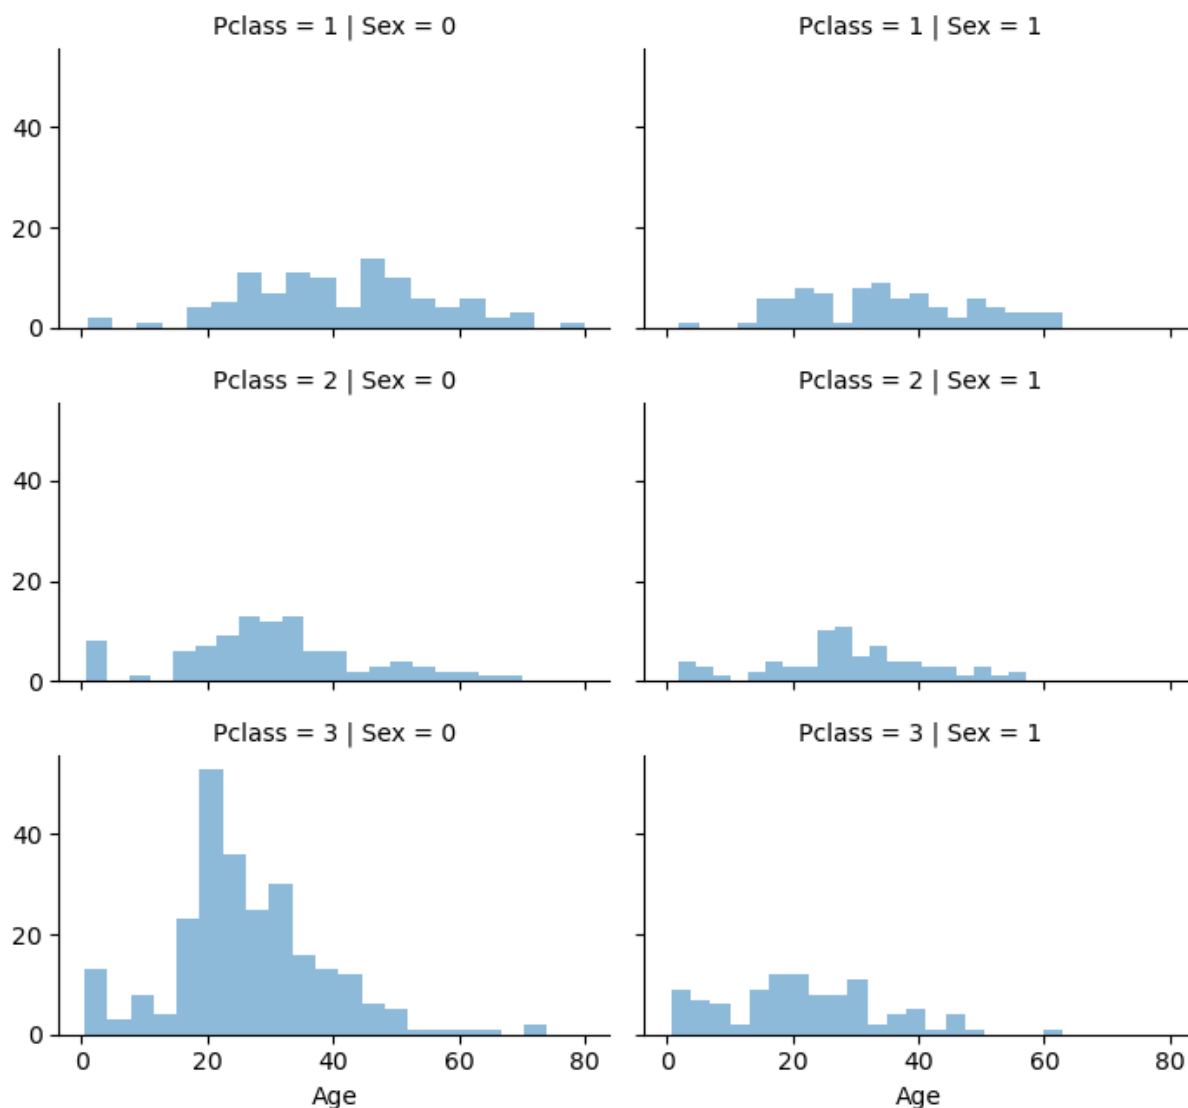 Pclass = 1 | Sex = 0
Pclass = 1 | Sex = 1
40
20
0
Pclass = 2 | Sex = 0
Pclass = 2 | Sex = 1
40
20
0
Pclass = 3 | Sex = 0
Pclass = 3 | Sex = 1
40
20
0
0 20 40 60 80
0 20 40 60 80
Age
Age